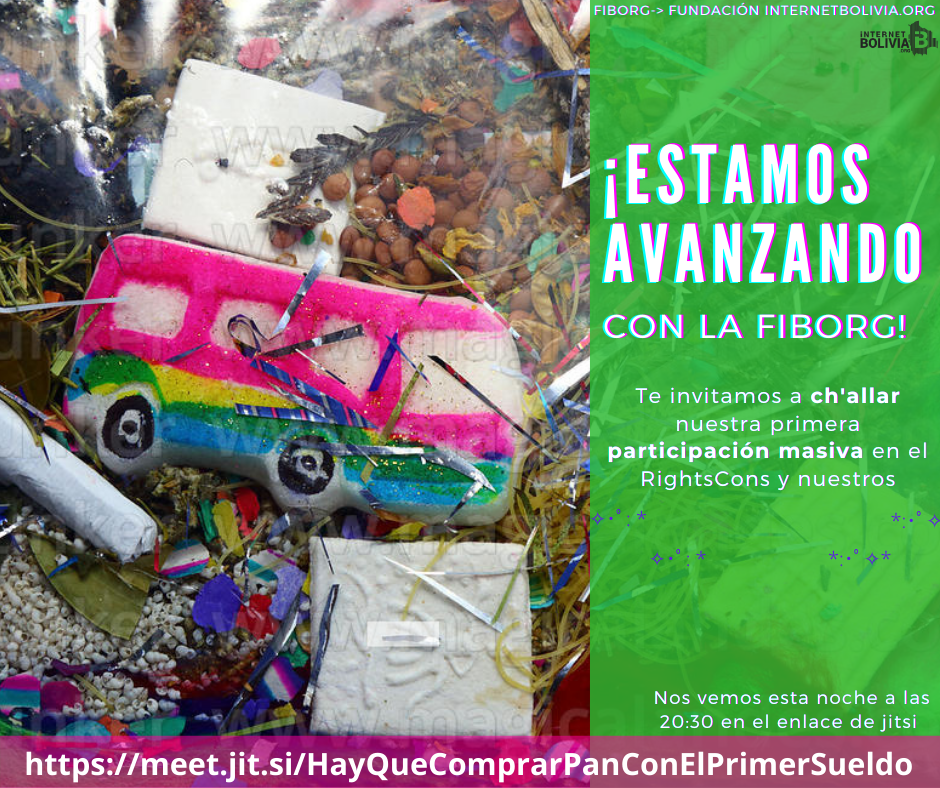 FIBORG-> FUNDACIÓN INTERNETBOLIVIA.ORG
INTERNET
BOLIVIA
.ORG
¡ESTAMOS
AVANZANDO
CON LA FIBORG!
Te invitamos a ch'allar
nuestra primera
participación masiva en el
RightsCons y nuestros
Nos vemos esta noche a las
20:30 en el enlace de jitsi
https://meet.jit.si/HayQueComprarPanConElPrimerSueldo